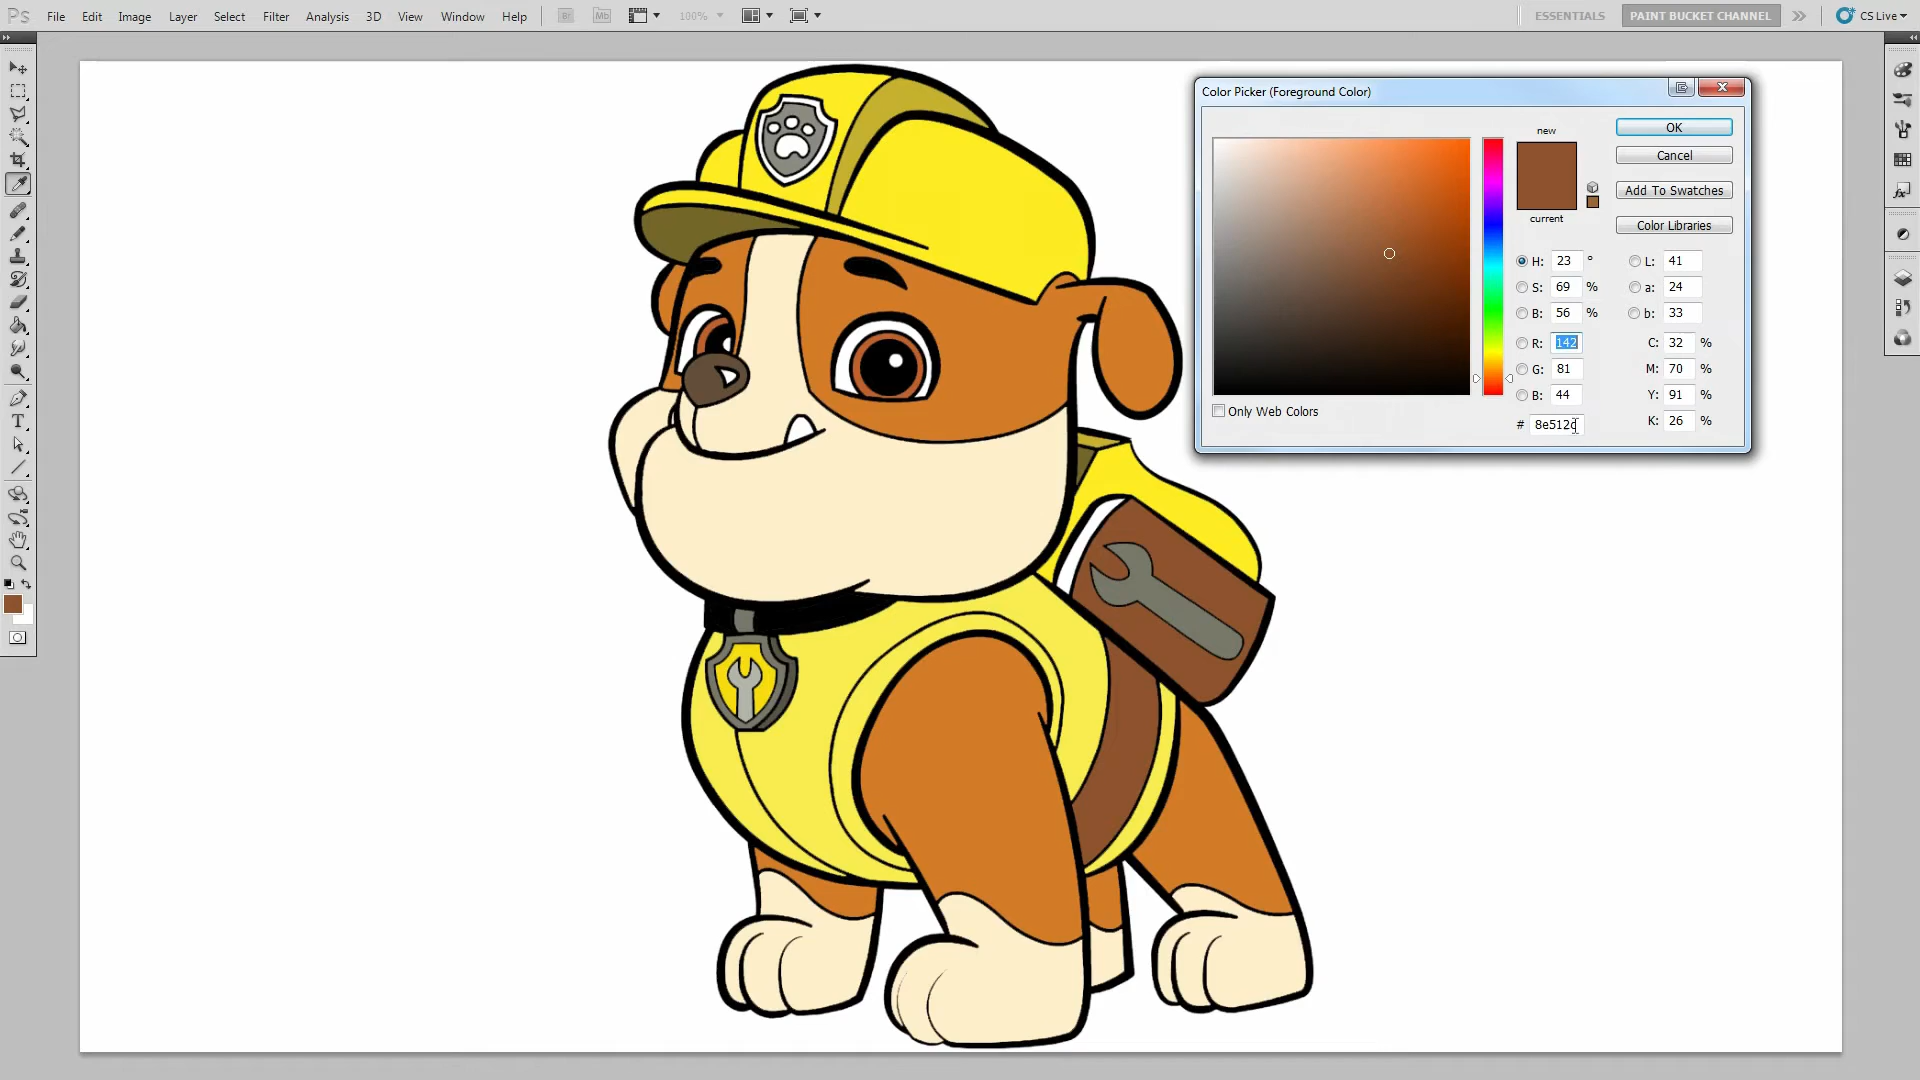 Ps File Edit Image Layer Select Filter Analysis 3D View Window Help Br Mb 100% ESSENTIALS PAINT BUCKET CHANNEL CS Live
Color Picker (Foreground Color)
new
current
OK
Cancel
Add To Swatches
Color Libraries
H: 23 ° L: 41
S: 69 % a: 24
B: 56 % b: 33
R: 142 C: 32 %
G: 81 M: 70 %
B: 44 Y: 91 %
# 8e512c K: 26 %
Only Web Colors
T